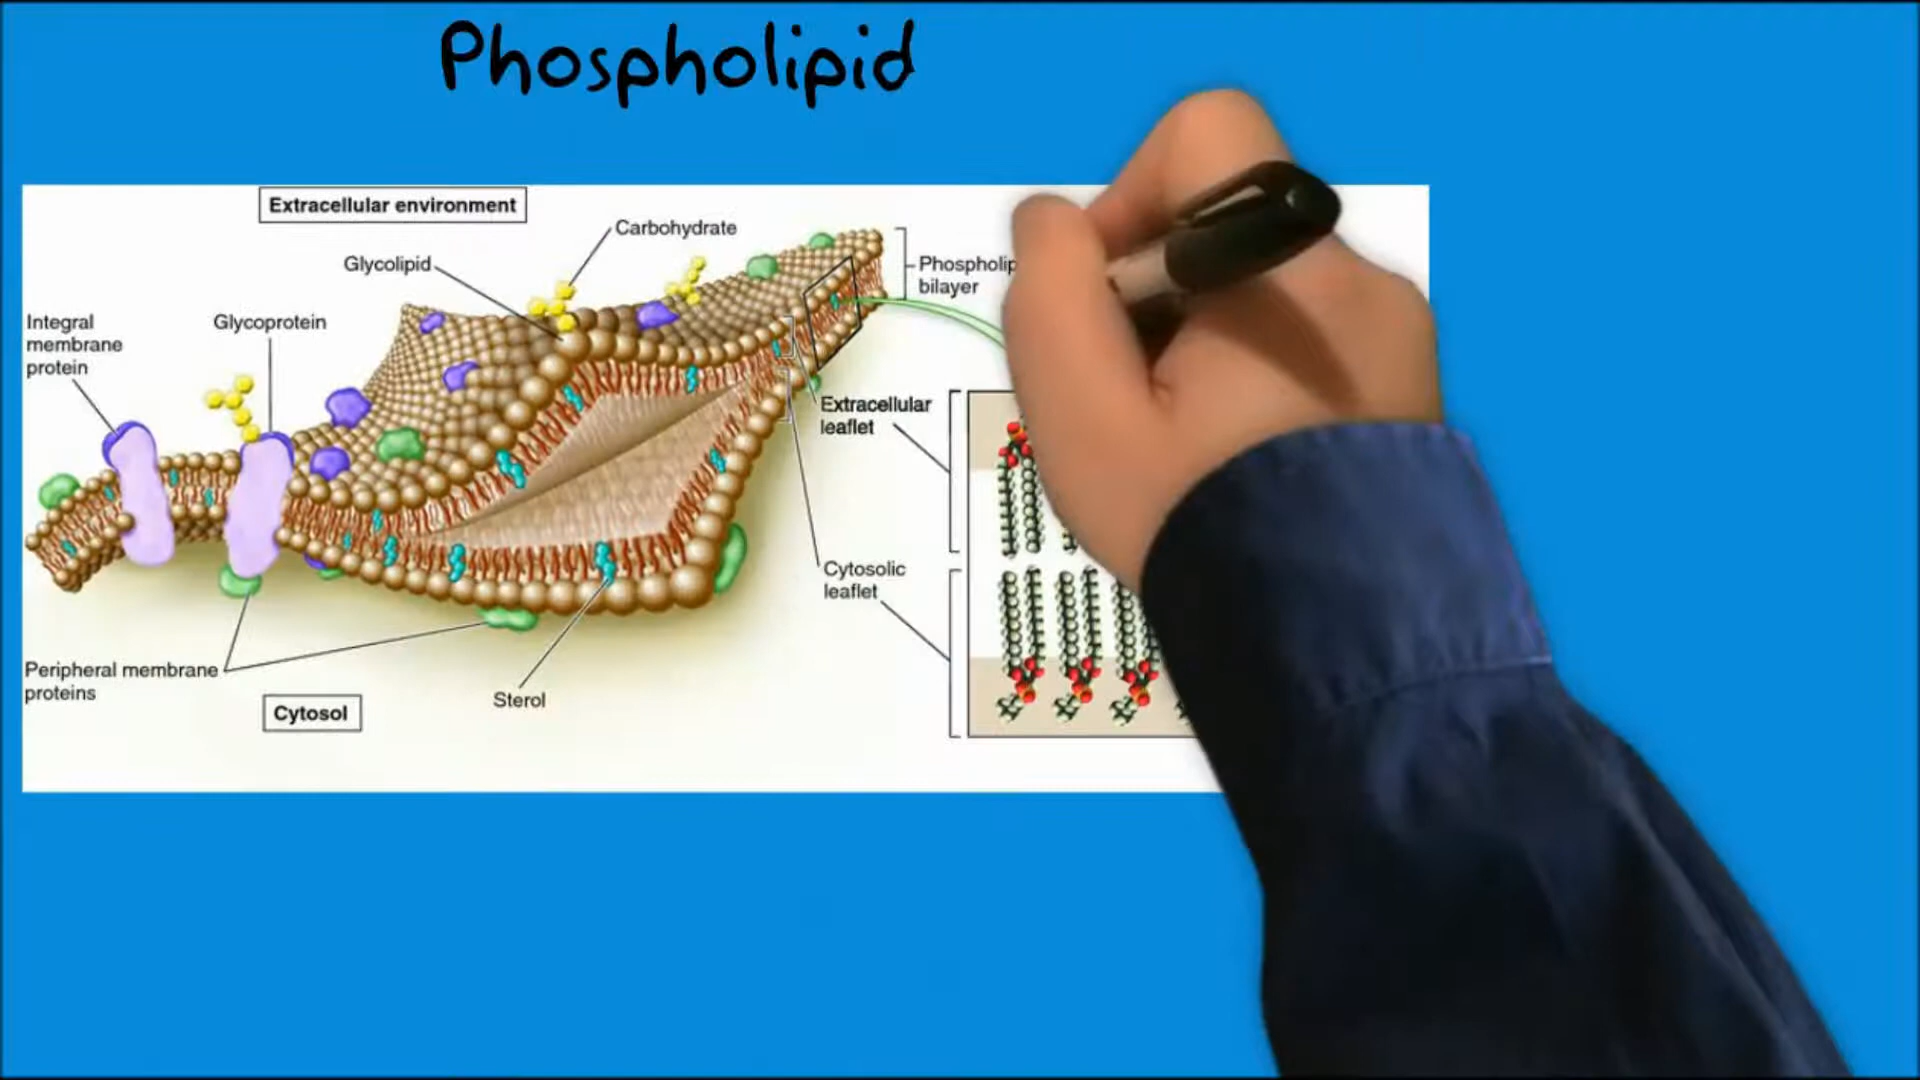 Phospholipid
Extracellular environment
Carbohydrate
Glycolipid
bilayer
Integral
membrane
protein
Glycoprotein
Extracellular
leaflet
Cytosolic
leaflet
Peripheral membrane
proteins
Sterol
Cytosol